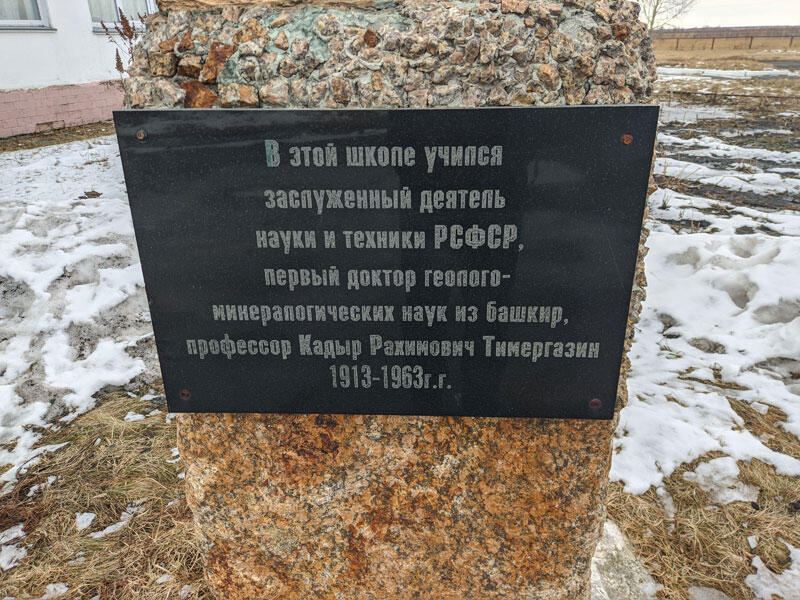 В этой школе учился
заслуженный деятель
науки и техники РСФСР,
первый доктор геолого-
минералогических наук из башкир,
профессор Кадыр Рахимович Тимергазин
1913-1963г.г.